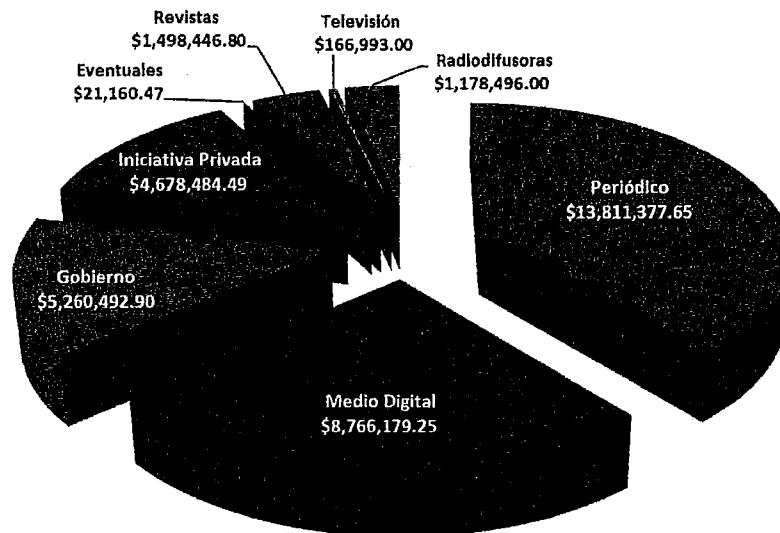 Revistas
$1,498,446.80
Televisión
$166,993.00
Eventuales
$21,160.47
Radiodifusoras
$1,178,496.00
Iniciativa Privada
$4,678,484.49
Periódico
$13,811,377.65
Gobierno
$5,260,492.90
Medio Digital
$8,766,179.25